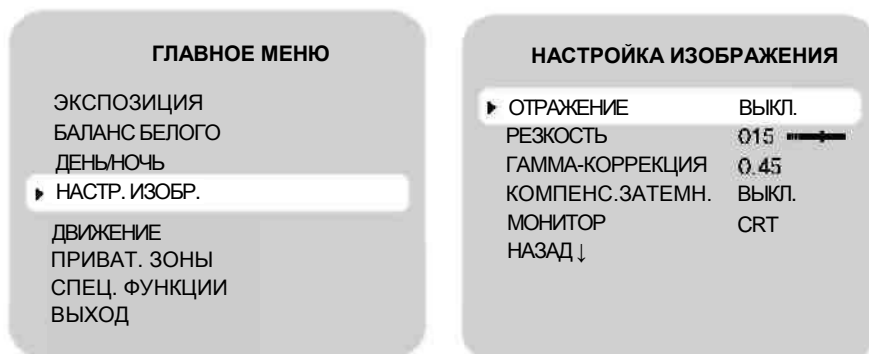 ГЛАВНОЕ МЕНЮ
ЭКСПОЗИЦИЯ
БАЛАНС БЕЛОГО
ДЕНЬ/НОЧЬ
НАСТР. ИЗОБР.
ДВИЖЕНИЕ
ПРИВАТ. ЗОНЫ
СПЕЦ. ФУНКЦИИ
ВЫХОД
НАСТРОЙКА ИЗОБРАЖЕНИЯ
ОТРАЖЕНИЕ ВЫКЛ.
РЕЗКОСТЬ 015
ГАММА-КОРРЕКЦИЯ 0.45
КОМПЕНС.ЗАТЕМН. ВЫКЛ.
МОНИТОР CRT
НАЗАД ↓